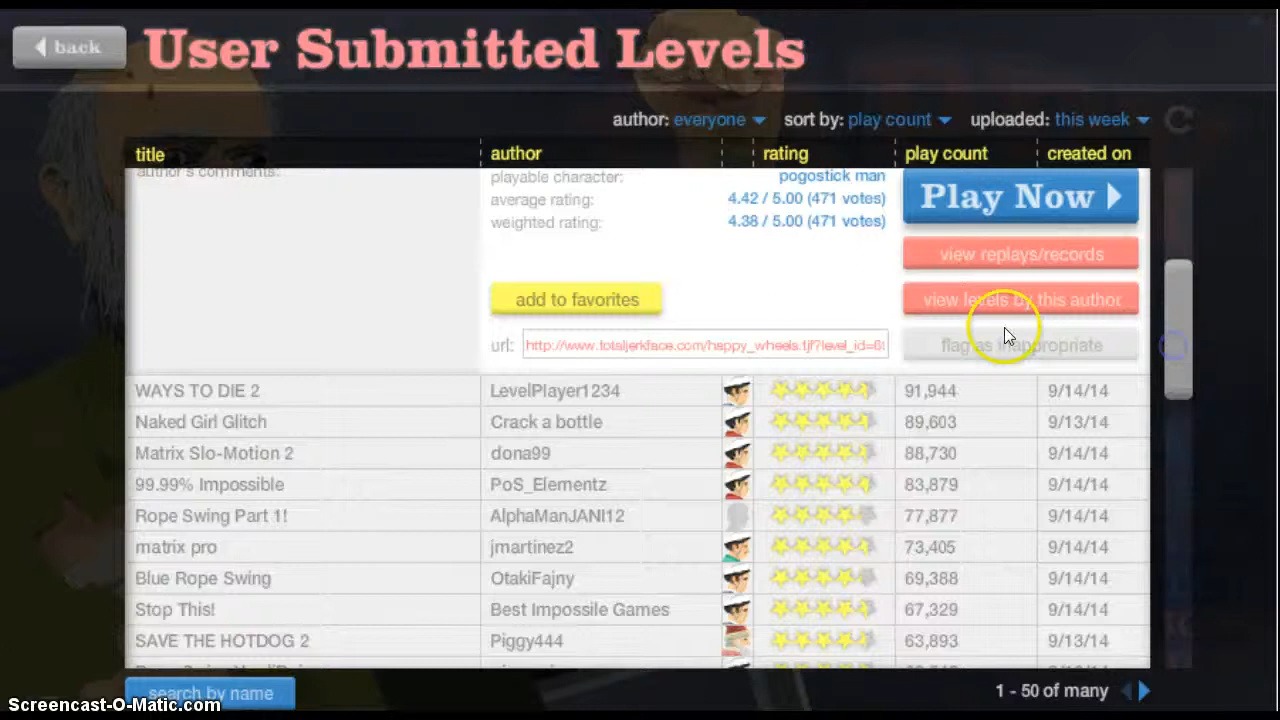 back
User Submitted Levels
author: everyone sort by: play count uploaded: this week
title author rating play count created on
author's comments:
playable character: pogostick man
average rating: 4.42 / 5.00 (471 votes)
weighted rating: 4.38 / 5.00 (471 votes)
Play Now
view replays/records
add to favorites
view levels by this author
url: http://www.totaljerkface.com/happy_wheels.tjf?level_id=6
flag as inappropriate
WAYS TO DIE 2 LevelPlayer1234 91,944 9/14/14
Naked Girl Glitch Crack a bottle 89,603 9/13/14
Matrix Slo-Motion 2 dona99 88,730 9/14/14
99.99% Impossible PoS_Elementz 83,879 9/14/14
Rope Swing Part 1! AlphaManJANI12 77,877 9/14/14
matrix pro jmartinez2 73,405 9/14/14
Blue Rope Swing OtakiFajny 69,388 9/14/14
Stop This! Best Impossile Games 67,329 9/14/14
SAVE THE HOTDOG 2 Piggy444 63,893 9/13/14
search by name
1 - 50 of many
Screencast-O-Matic.com